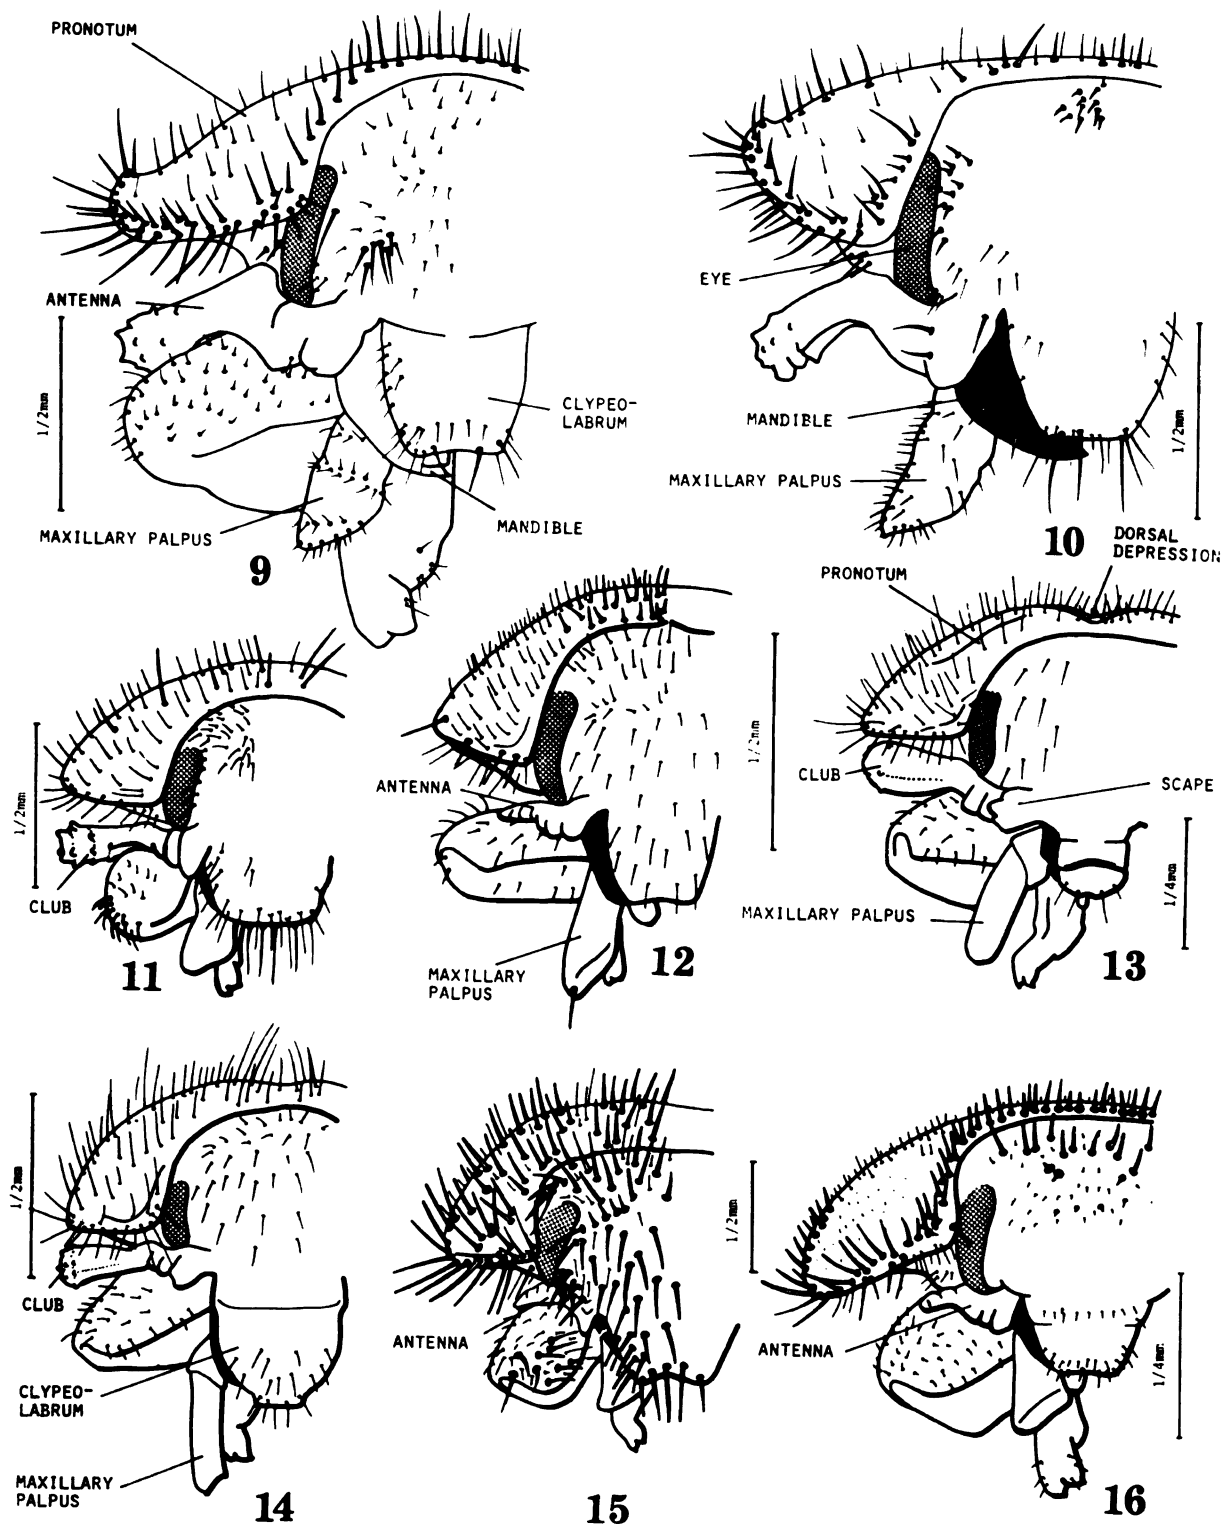 PRONOTUM
ANTENNA
1/2mm
CLYPEO-
LABRUM
MAXILLARY PALPUS
MANDIBLE
9
EYE
MANDIBLE
MAXILLARY PALPUS
1/2mm
10
DORSAL
DEPRESSION
PRONOTUM
1/2mm
CLUB
11
ANTENNA
1/2mm
MAXILLARY
PALPUS
12
CLUB
SCAPE
MAXILLARY PALPUS
1/4mm
13
1/2mm
CLUB
CLYPEO-
LABRUM
MAXILLARY
PALPUS
14
ANTENNA
1/2mm
15
ANTENNA
1/4mm
16